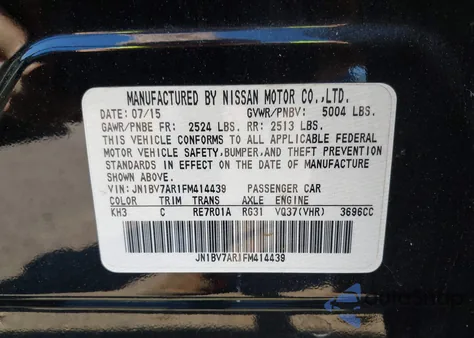 MANUFACTURED BY NISSAN MOTOR CO.,LTD.
DATE: 07/15 GVWR/PNBV: 5004 LBS.
GAWR/PNBE FR: 2524 LBS. RR: 2513 LBS.
THIS VEHICLE CONFORMS TO ALL APPLICABLE FEDERAL
MOTOR VEHICLE SAFETY, BUMPER, AND THEFT PREVENTION
STANDARDS IN EFFECT ON THE DATE OF MANUFACTURE
SHOWN ABOVE.
VIN: JN1BV7AR1FM414439 PASSENGER CAR
COLOR TRIM TRANS AXLE ENGINE
KH3 C RE7R01A RG31 VQ37(VHR) 3696CC
JN1BV7AR1FM414439